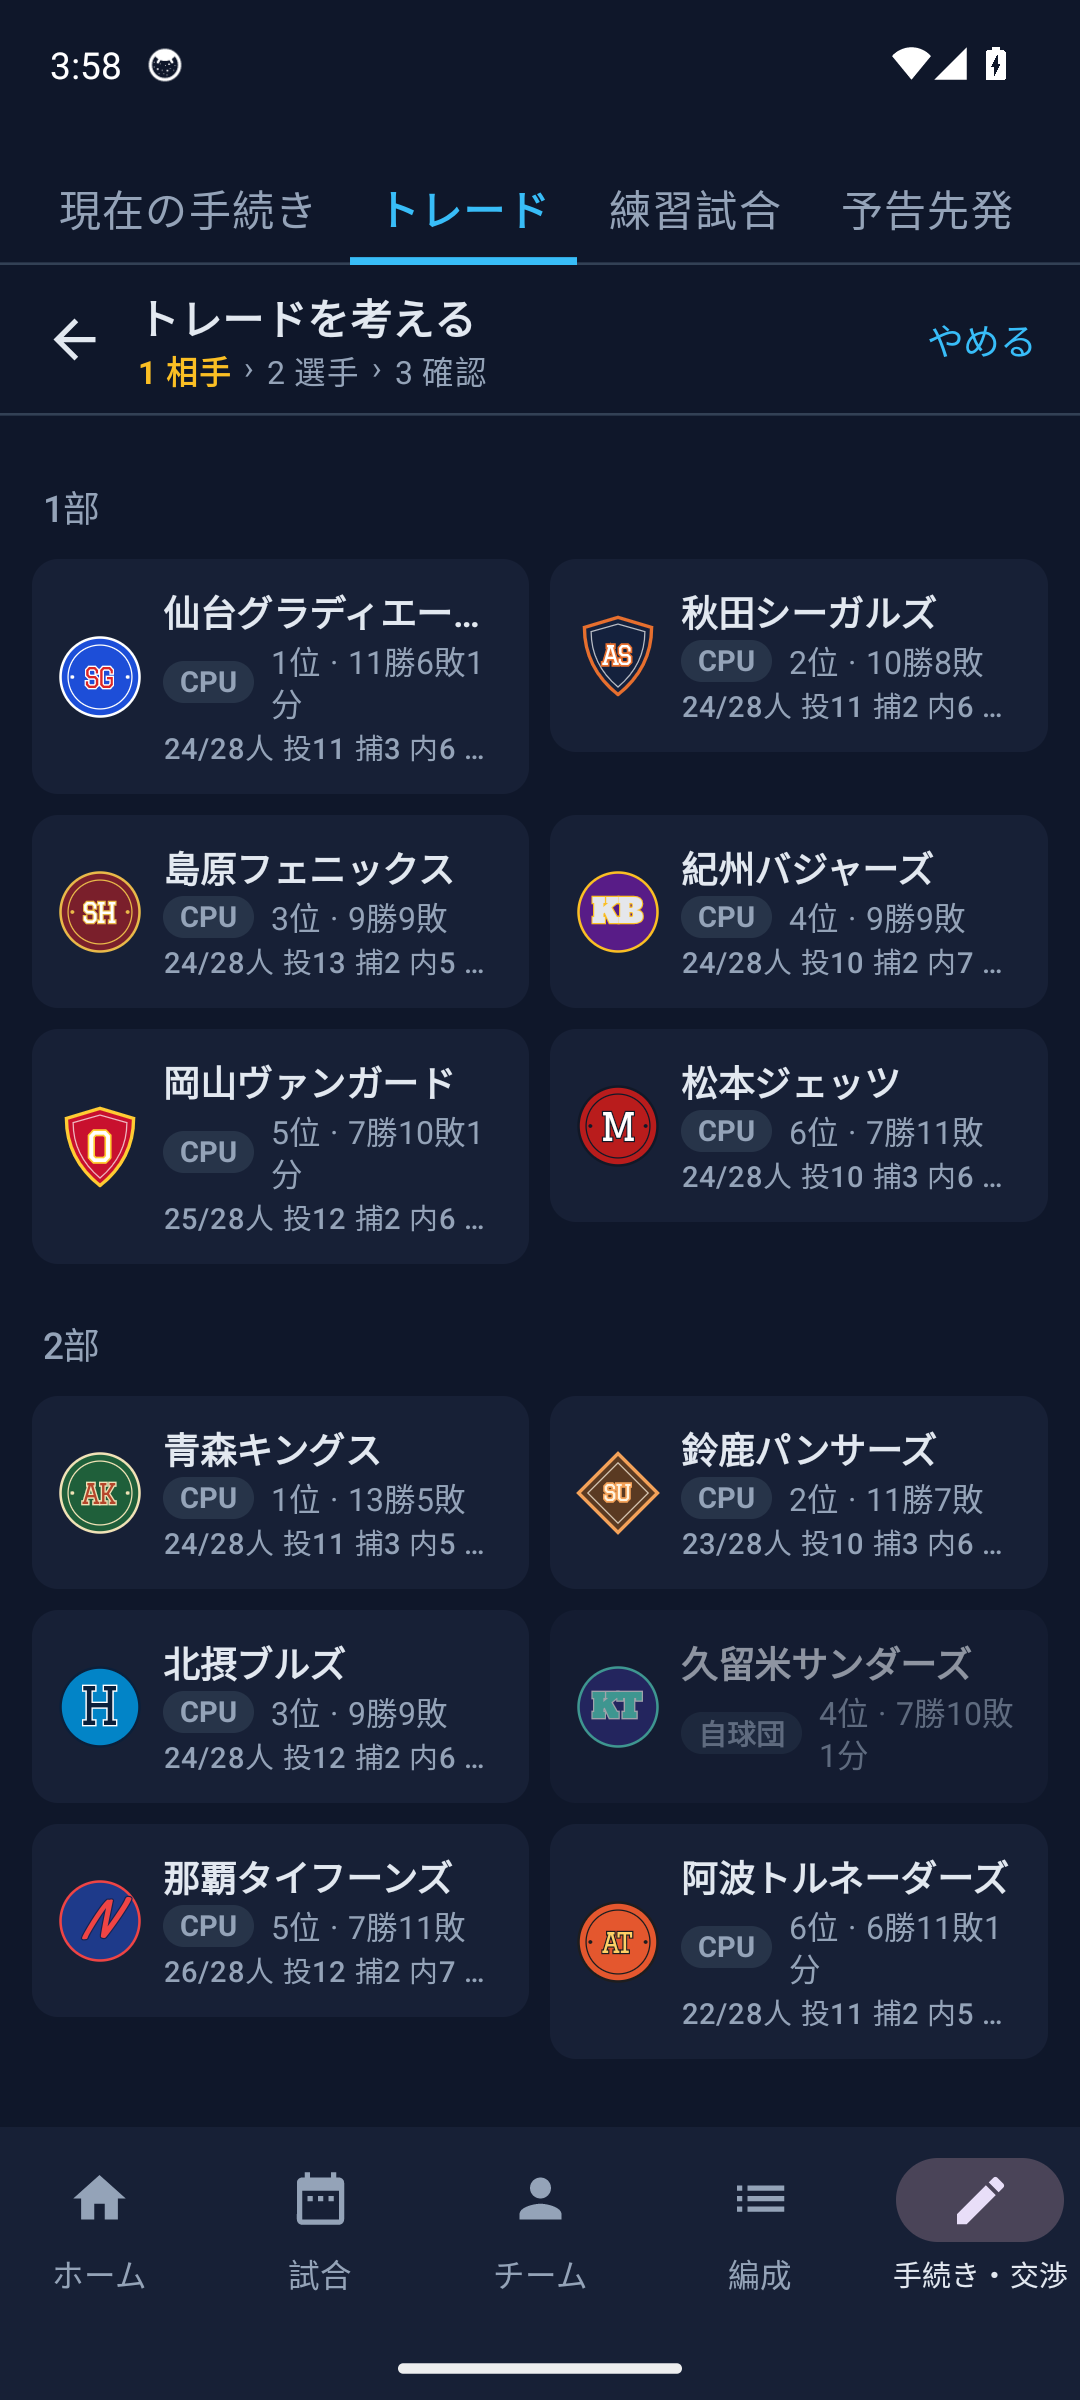 3:58
現在の手続き トレード 練習試合 予告先発
トレードを考える
1 相手 › 2 選手 › 3 確認
やめる
1部
SG
仙台グラディエー…
CPU 1位 · 11勝6敗1
分
24/28人 投11 捕3 内6 …
AS
秋田シーガルズ
CPU 2位 · 10勝8敗
24/28人 投11 捕2 内6 …
SH
島原フェニックス
CPU 3位 · 9勝9敗
24/28人 投13 捕2 内5 …
KB
紀州バジャーズ
CPU 4位 · 9勝9敗
24/28人 投10 捕2 内7 …
O
岡山ヴァンガード
CPU 5位 · 7勝10敗1
分
25/28人 投12 捕2 内6 …
M
松本ジェッツ
CPU 6位 · 7勝11敗
24/28人 投10 捕3 内6 …
2部
AK
青森キングス
CPU 1位 · 13勝5敗
24/28人 投11 捕3 内5 …
SU
鈴鹿パンサーズ
CPU 2位 · 11勝7敗
23/28人 投10 捕3 内6 …
H
北摂ブルズ
CPU 3位 · 9勝9敗
24/28人 投12 捕2 内6 …
KT
久留米サンダーズ
自球団 4位 · 7勝10敗
1分
N
那覇タイフーンズ
CPU 5位 · 7勝11敗
26/28人 投12 捕2 内7 …
AT
阿波トルネーダーズ
CPU 6位 · 6勝11敗1
分
22/28人 投11 捕2 内5 …
ホーム 試合 チーム 編成 手続き・交渉